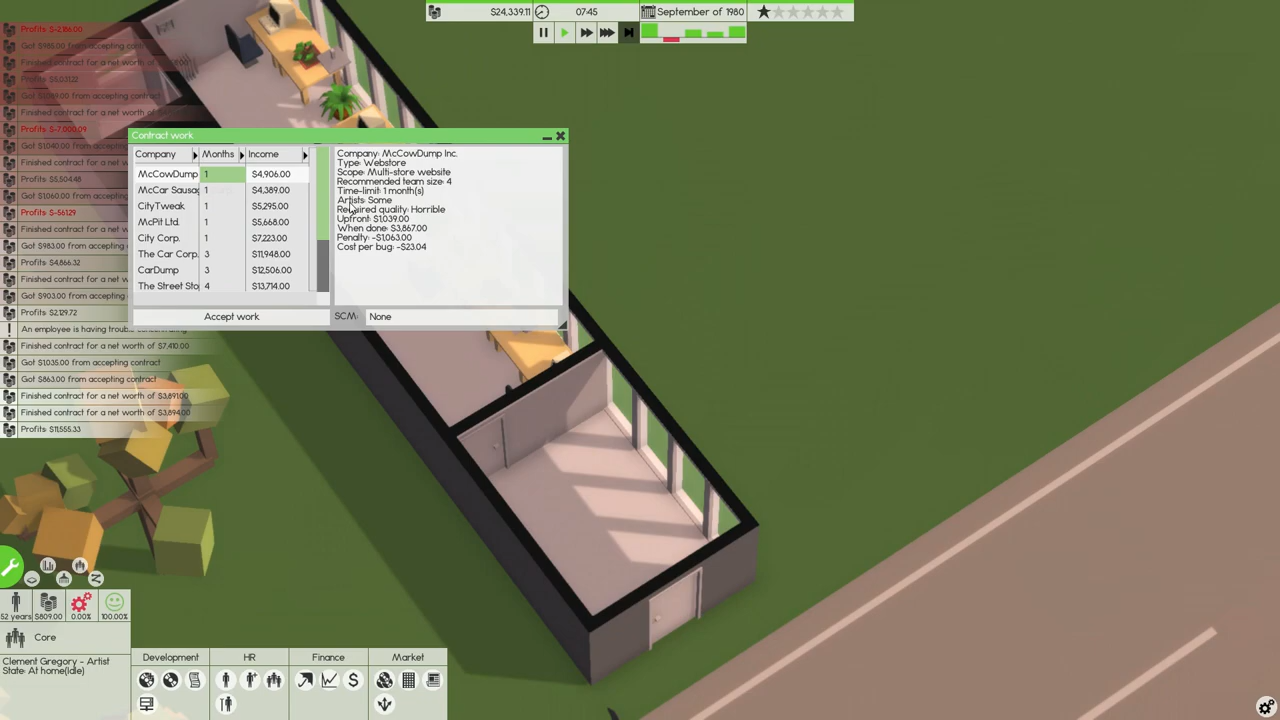 $24,339.11
07:45
September of 1980
Profits: $-2,186.00
Finished contract for a net
Profits: $5,031.22
Profits: $-7,000.09
Got $1,040.00 from accepting
Finished contract for a net
Profits: $5,504.48
Got $1,060.00 from accepting
Finished contract for a net
Got $983.00 from accepting
Profits: $4,866.32
Finished contract for a net
Got $903.00 from accepting
Profits: $2,129.72
An employee is having trouble concentrating
Finished contract for a net worth of $7,410.00
Got $1,035.00 from accepting contract
Got $863.00 from accepting contract
Finished contract for a net worth of $3,891.00
Finished contract for a net worth of $3,894.00
Profits: $11,555.33
Contract work
Company Months Income
McCowDump 1 $4,906.00
McCar Sausag 1 $4,389.00
CityTweak 1 $5,295.00
McPit Ltd. 1 $5,668.00
City Corp. 1 $7,223.00
The Car Corp. 3 $11,948.00
CarDump 3 $12,506.00
The Street Sto 4 $13,714.00
Company: McCowDump Inc.
Type: Webstore
Scope: Multi-store website
Recommended team size: 4
Time-limit: 1 month(s)
Artists: Some
Required quality: Horrible
Upfront: $1,039.00
When done: $3,867.00
Penalty: -$1,063.00
Cost per bug: -$23.04
Accept work
SCM:
None
52 years $809.00 0.00% 100.00%
Core
Clement Gregory - Artist
State: At home(Idle)
Development
HR
Finance
Market